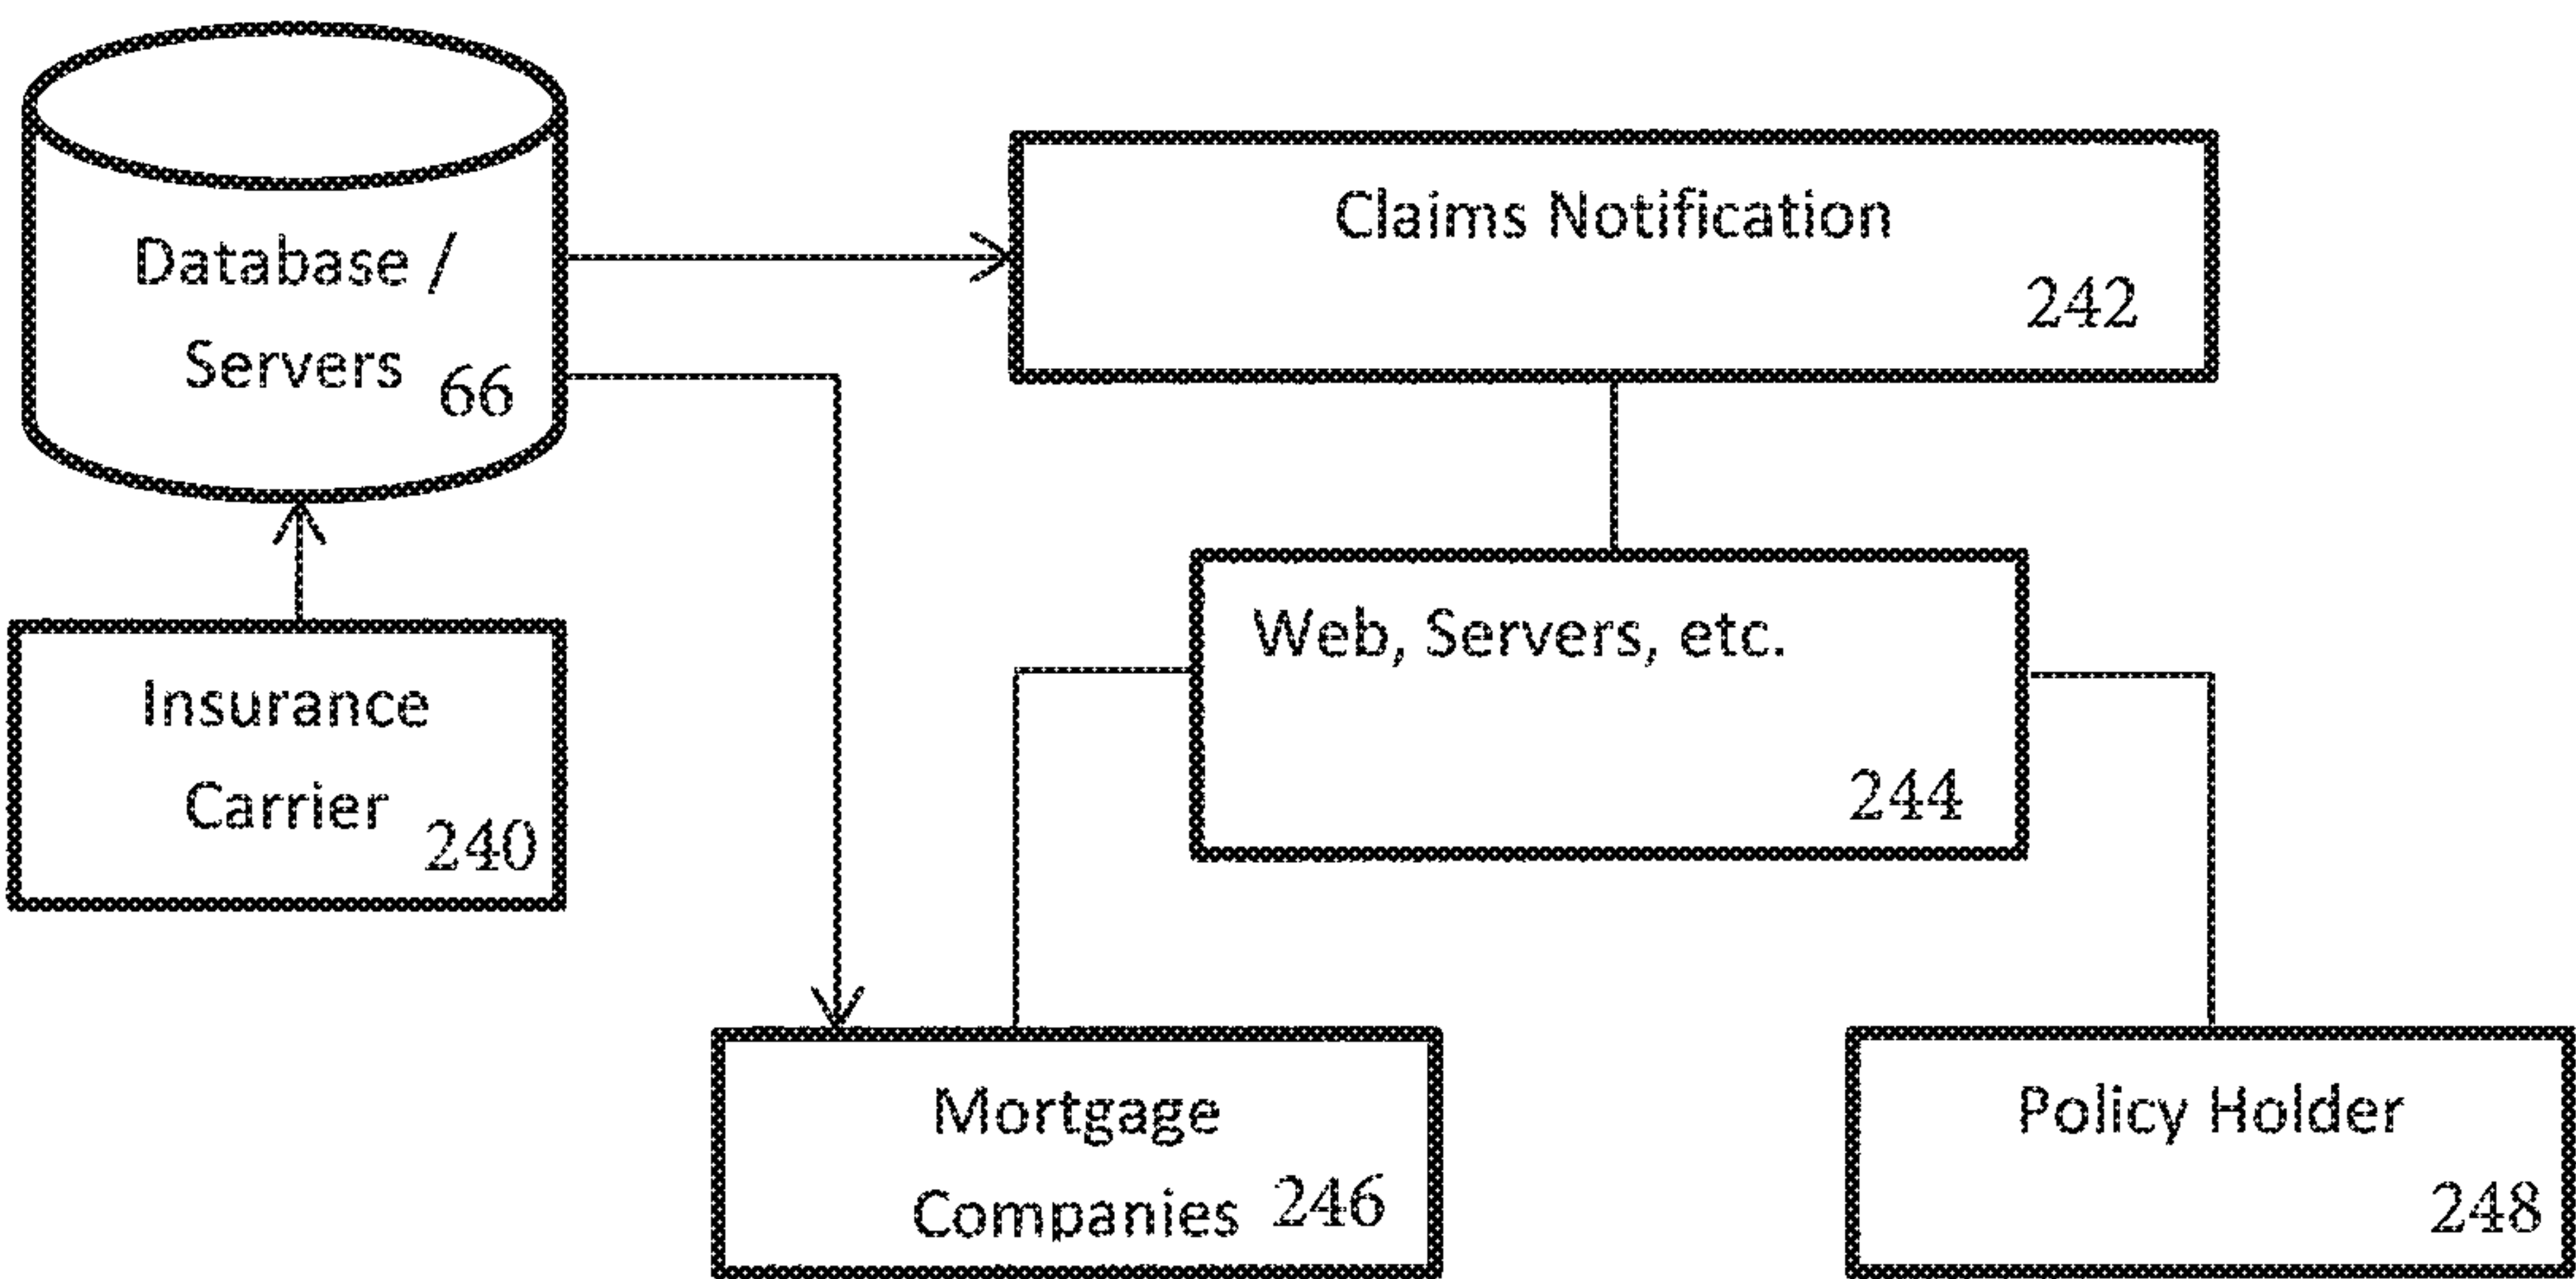 Database /
Servers 66
Claims Notification
242
Insurance
Carrier 240
Web, Servers, etc.
244
Mortgage
Companies 246
Policy Holder
248